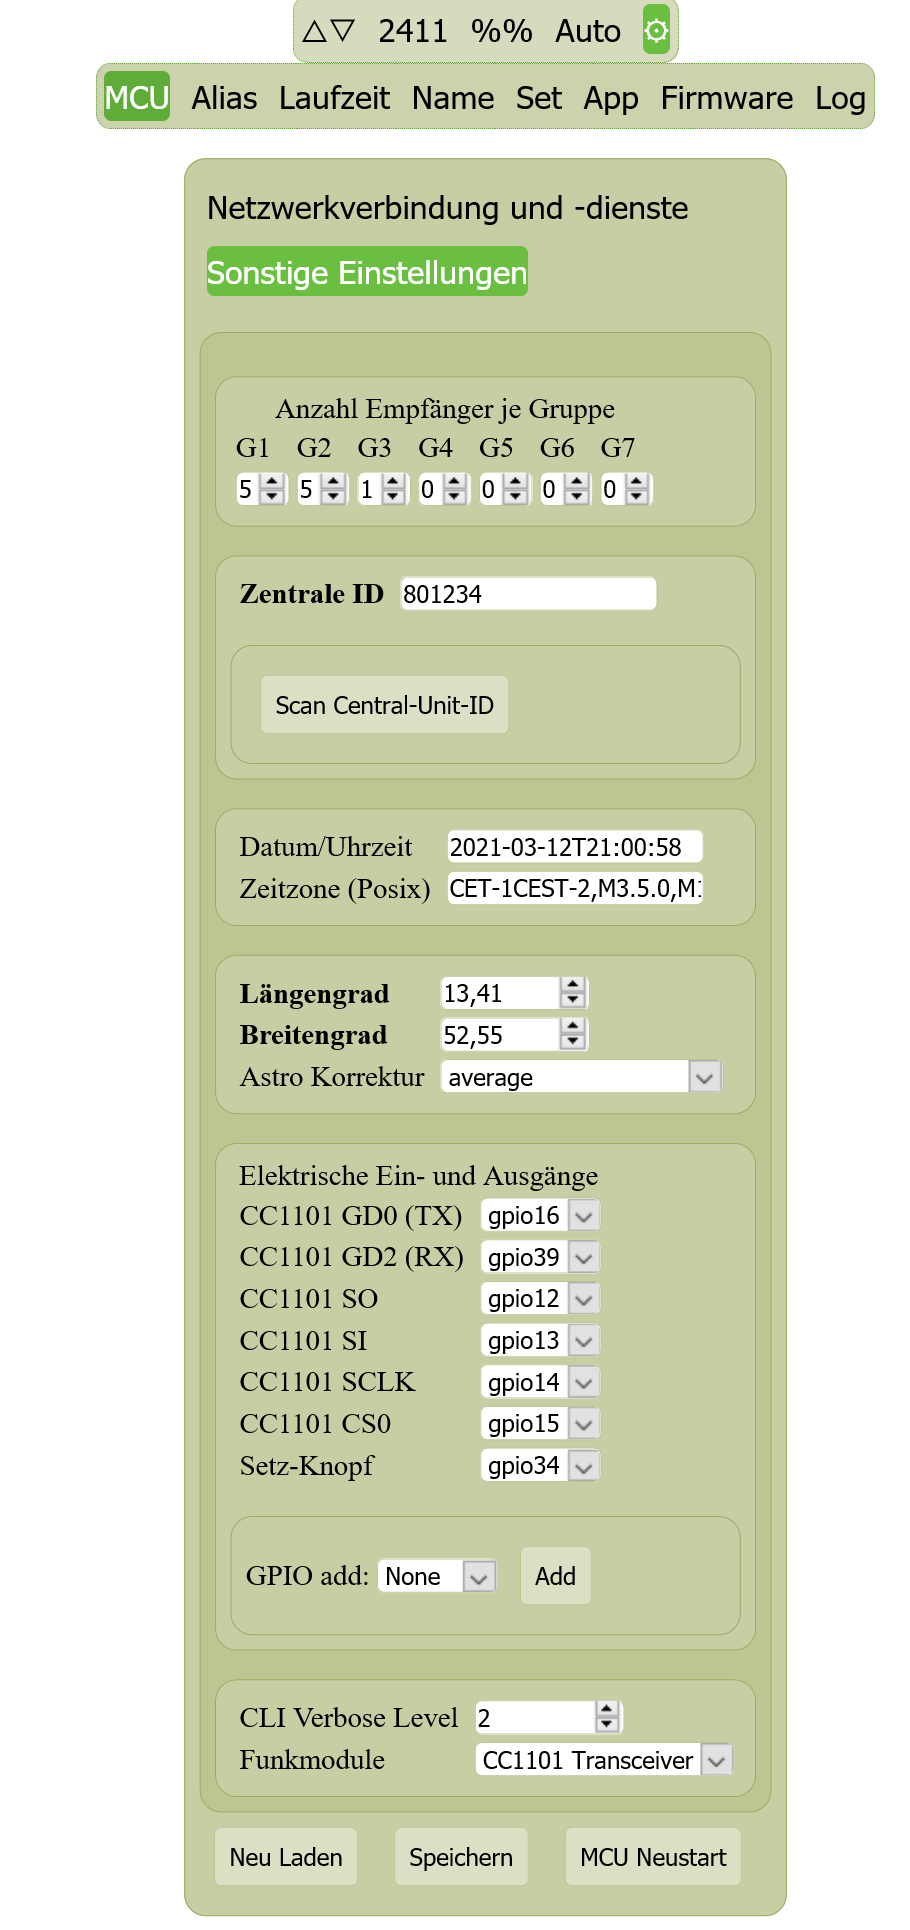 △▽ 2411 %% Auto ⚙
MCU Alias Laufzeit Name Set App Firmware Log
Netzwerkverbindung und -dienste
Sonstige Einstellungen
Anzahl Empfänger je Gruppe
G1 G2 G3 G4 G5 G6 G7
5 5 1 0 0 0 0
Zentrale ID 801234
Scan Central-Unit-ID
Datum/Uhrzeit 2021-03-12T21:00:58
Zeitzone (Posix) CET-1CEST-2,M3.5.0,M1
Längengrad 13,41
Breitengrad 52,55
Astro Korrektur average
Elektrische Ein- und Ausgänge
CC1101 GD0 (TX) gpio16
CC1101 GD2 (RX) gpio39
CC1101 SO gpio12
CC1101 SI gpio13
CC1101 SCLK gpio14
CC1101 CS0 gpio15
Setz-Knopf gpio34
GPIO add: None Add
CLI Verbose Level 2
Funkmodule CC1101 Transceiver
Neu Laden Speichern MCU Neustart